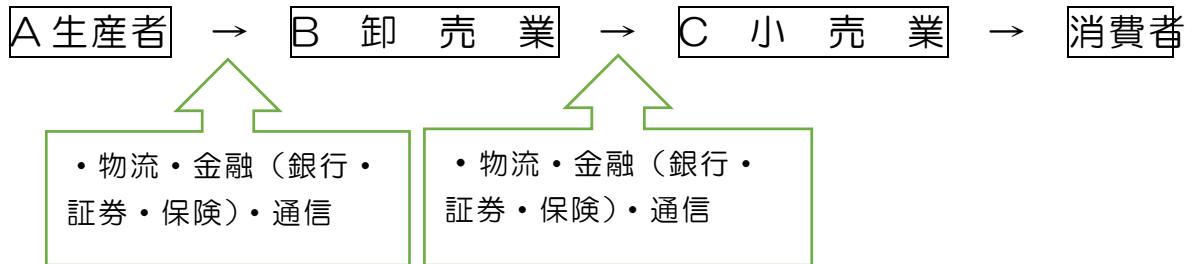 A生産者 → B 卸 売 業 → C 小 売 業 → 消費者
・物流・金融（銀行・
証券・保険）・通信
・物流・金融（銀行・
証券・保険）・通信